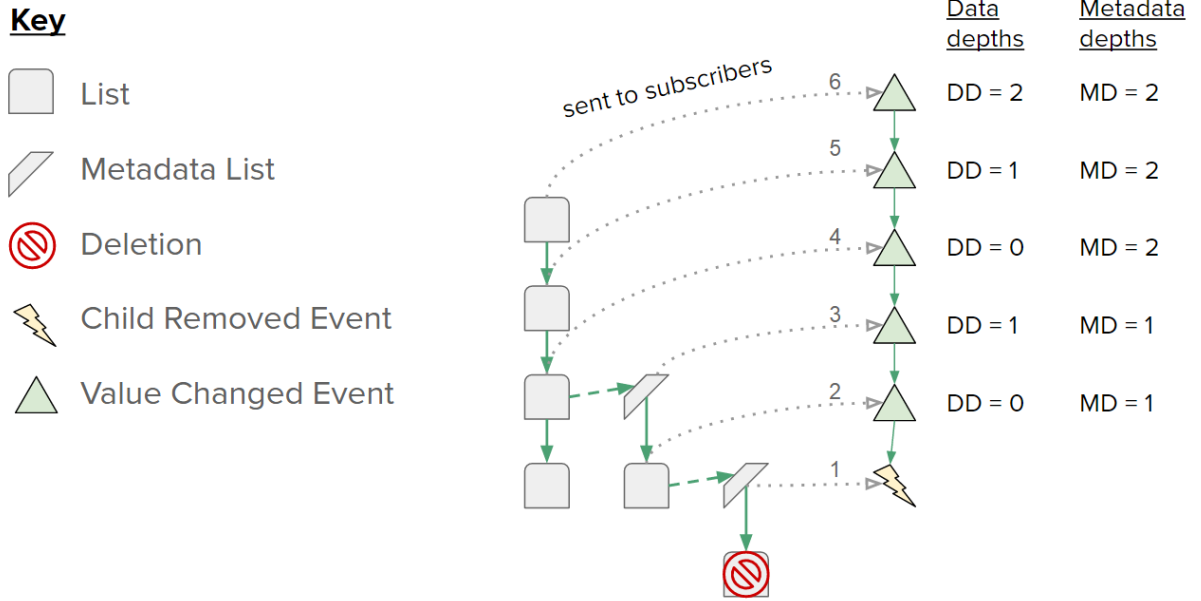 Key
List
Metadata List
Deletion
Child Removed Event
Value Changed Event
sent to subscribers
Data
depths
Metadata
depths
6
DD = 2
MD = 2
5
DD = 1
MD = 2
4
DD = 0
MD = 2
3
DD = 1
MD = 1
2
DD = 0
MD = 1
1